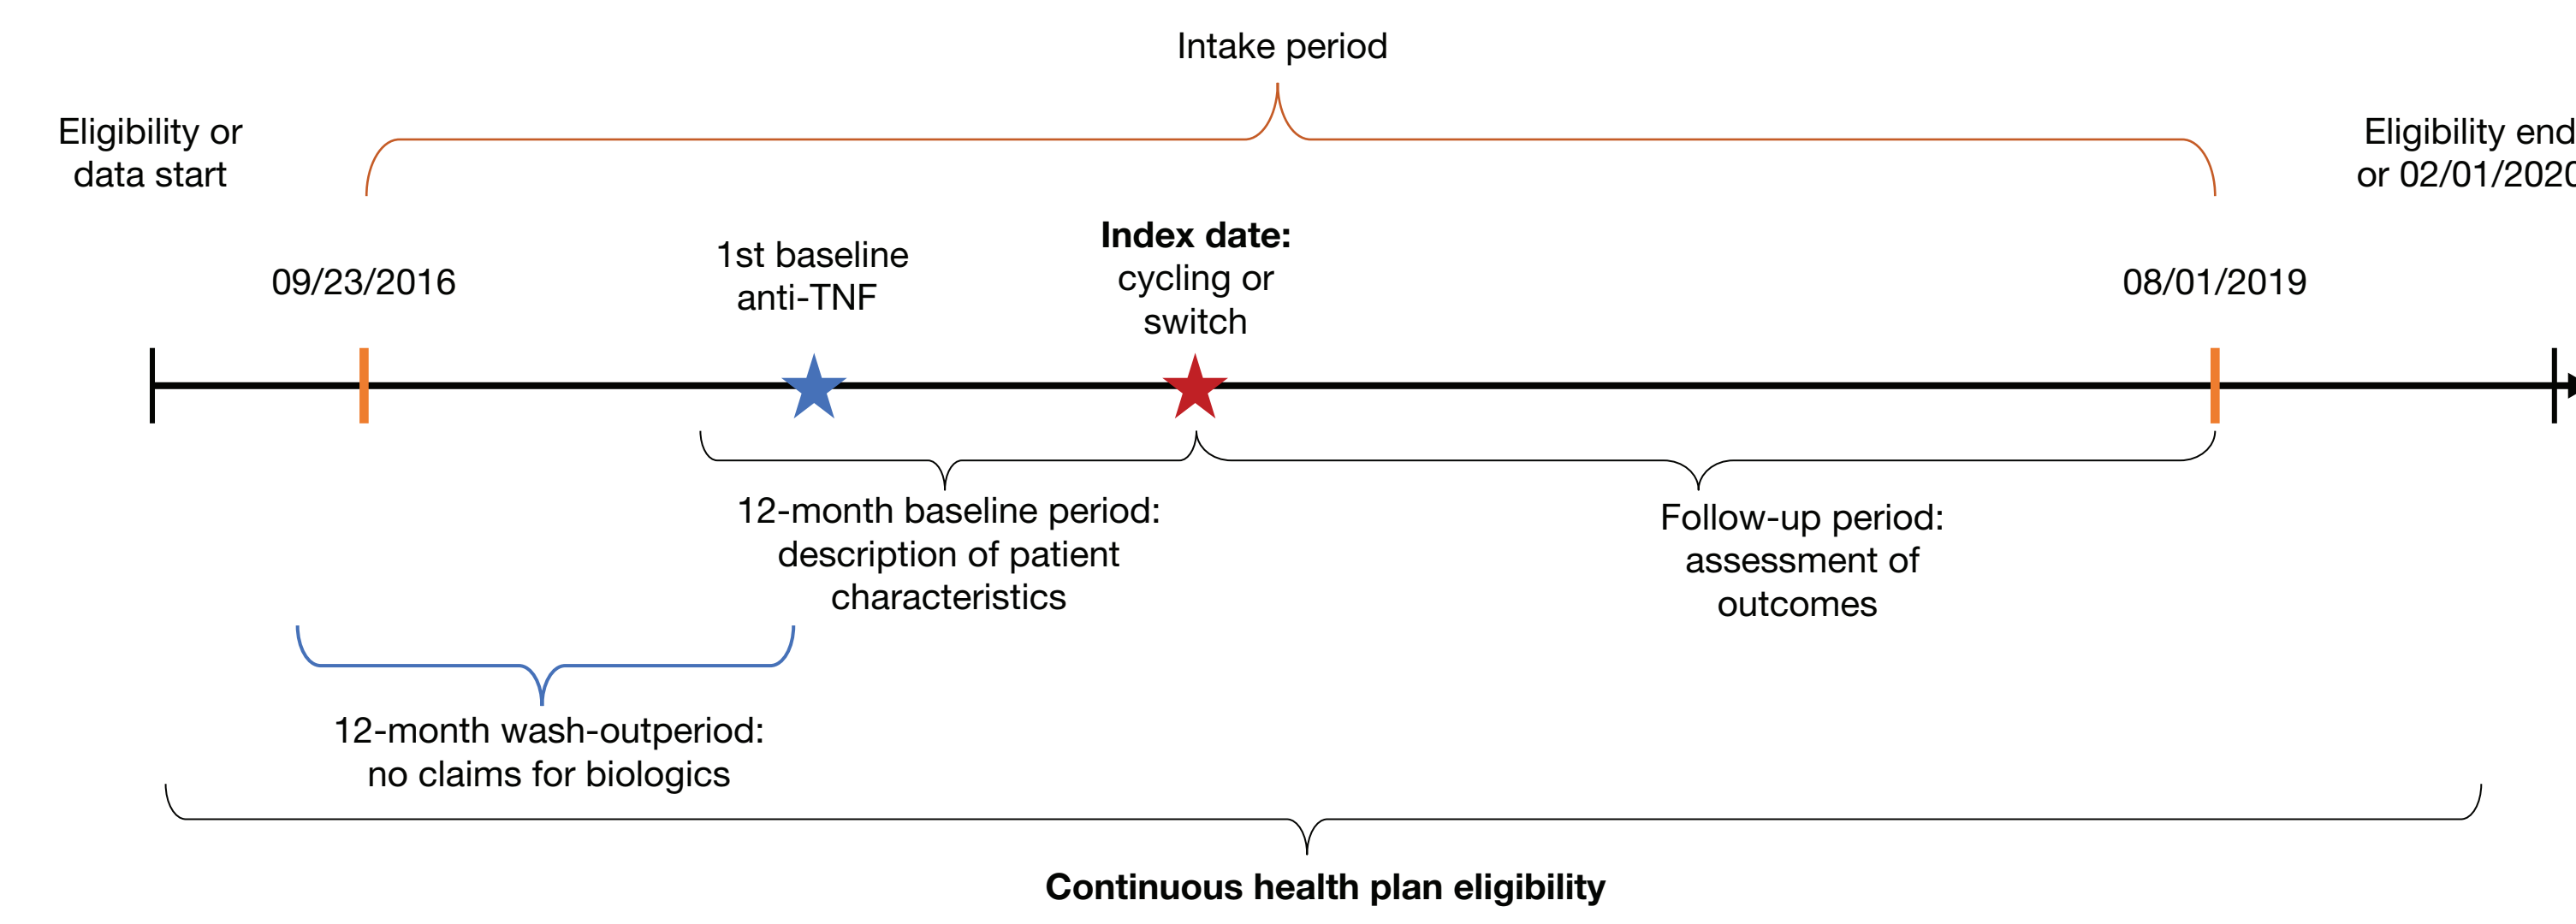 Intake period
Eligibility or
data start
Eligibility end
or 02/01/2020
09/23/2016
1st baseline
anti-TNF
Index date:
cycling or
switch
08/01/2019
12-month baseline period:
description of patient
characteristics
Follow-up period:
assessment of
outcomes
12-month wash-outperiod:
no claims for biologics
Continuous health plan eligibility